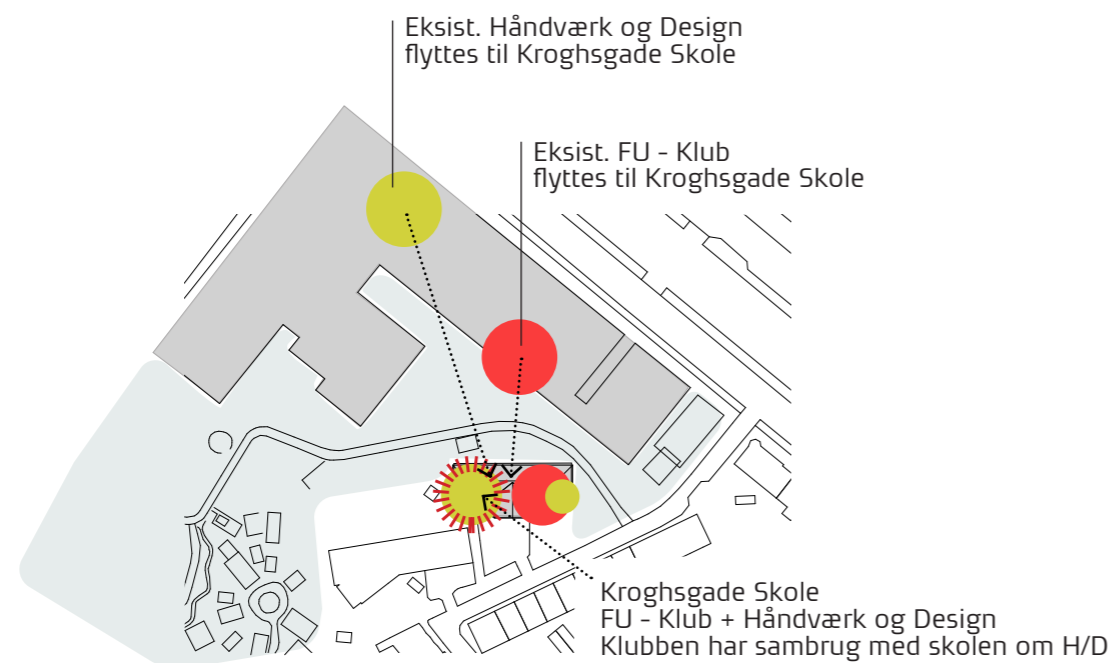 Eksist. Håndværk og Design
flyttes til Kroghsgade Skole
Eksist. FU - Klub
flyttes til Kroghsgade Skole
Kroghsgade Skole
FU - Klub + Håndværk og Design
Klubben har sambrug med skolen om H/D